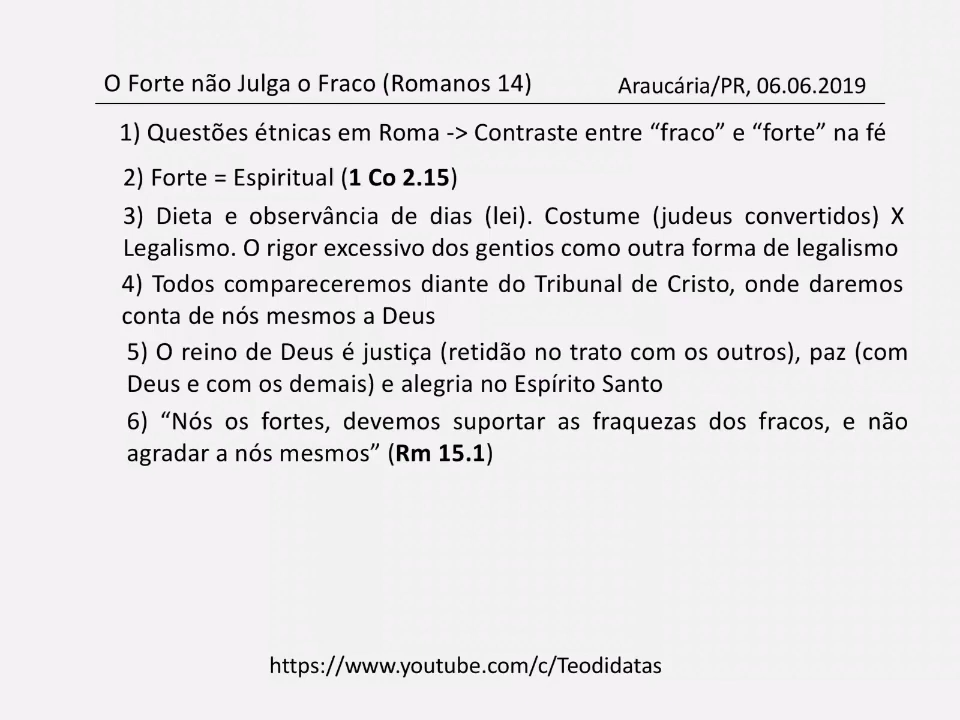 O Forte não Julga o Fraco (Romanos 14) Araucária/PR, 06.06.2019
1) Questões étnicas em Roma -> Contraste entre “fraco” e “forte” na fé
2) Forte = Espiritual (1 Co 2.15)
3) Dieta e observância de dias (lei). Costume (judeus convertidos) X
Legalismo. O rigor excessivo dos gentios como outra forma de legalismo
4) Todos compareceremos diante do Tribunal de Cristo, onde daremos
conta de nós mesmos a Deus
5) O reino de Deus é justiça (retidão no trato com os outros), paz (com
Deus e com os demais) e alegria no Espírito Santo
6) “Nós os fortes, devemos suportar as fraquezas dos fracos, e não
agradar a nós mesmos” (Rm 15.1)
https://www.youtube.com/c/Teodidatas